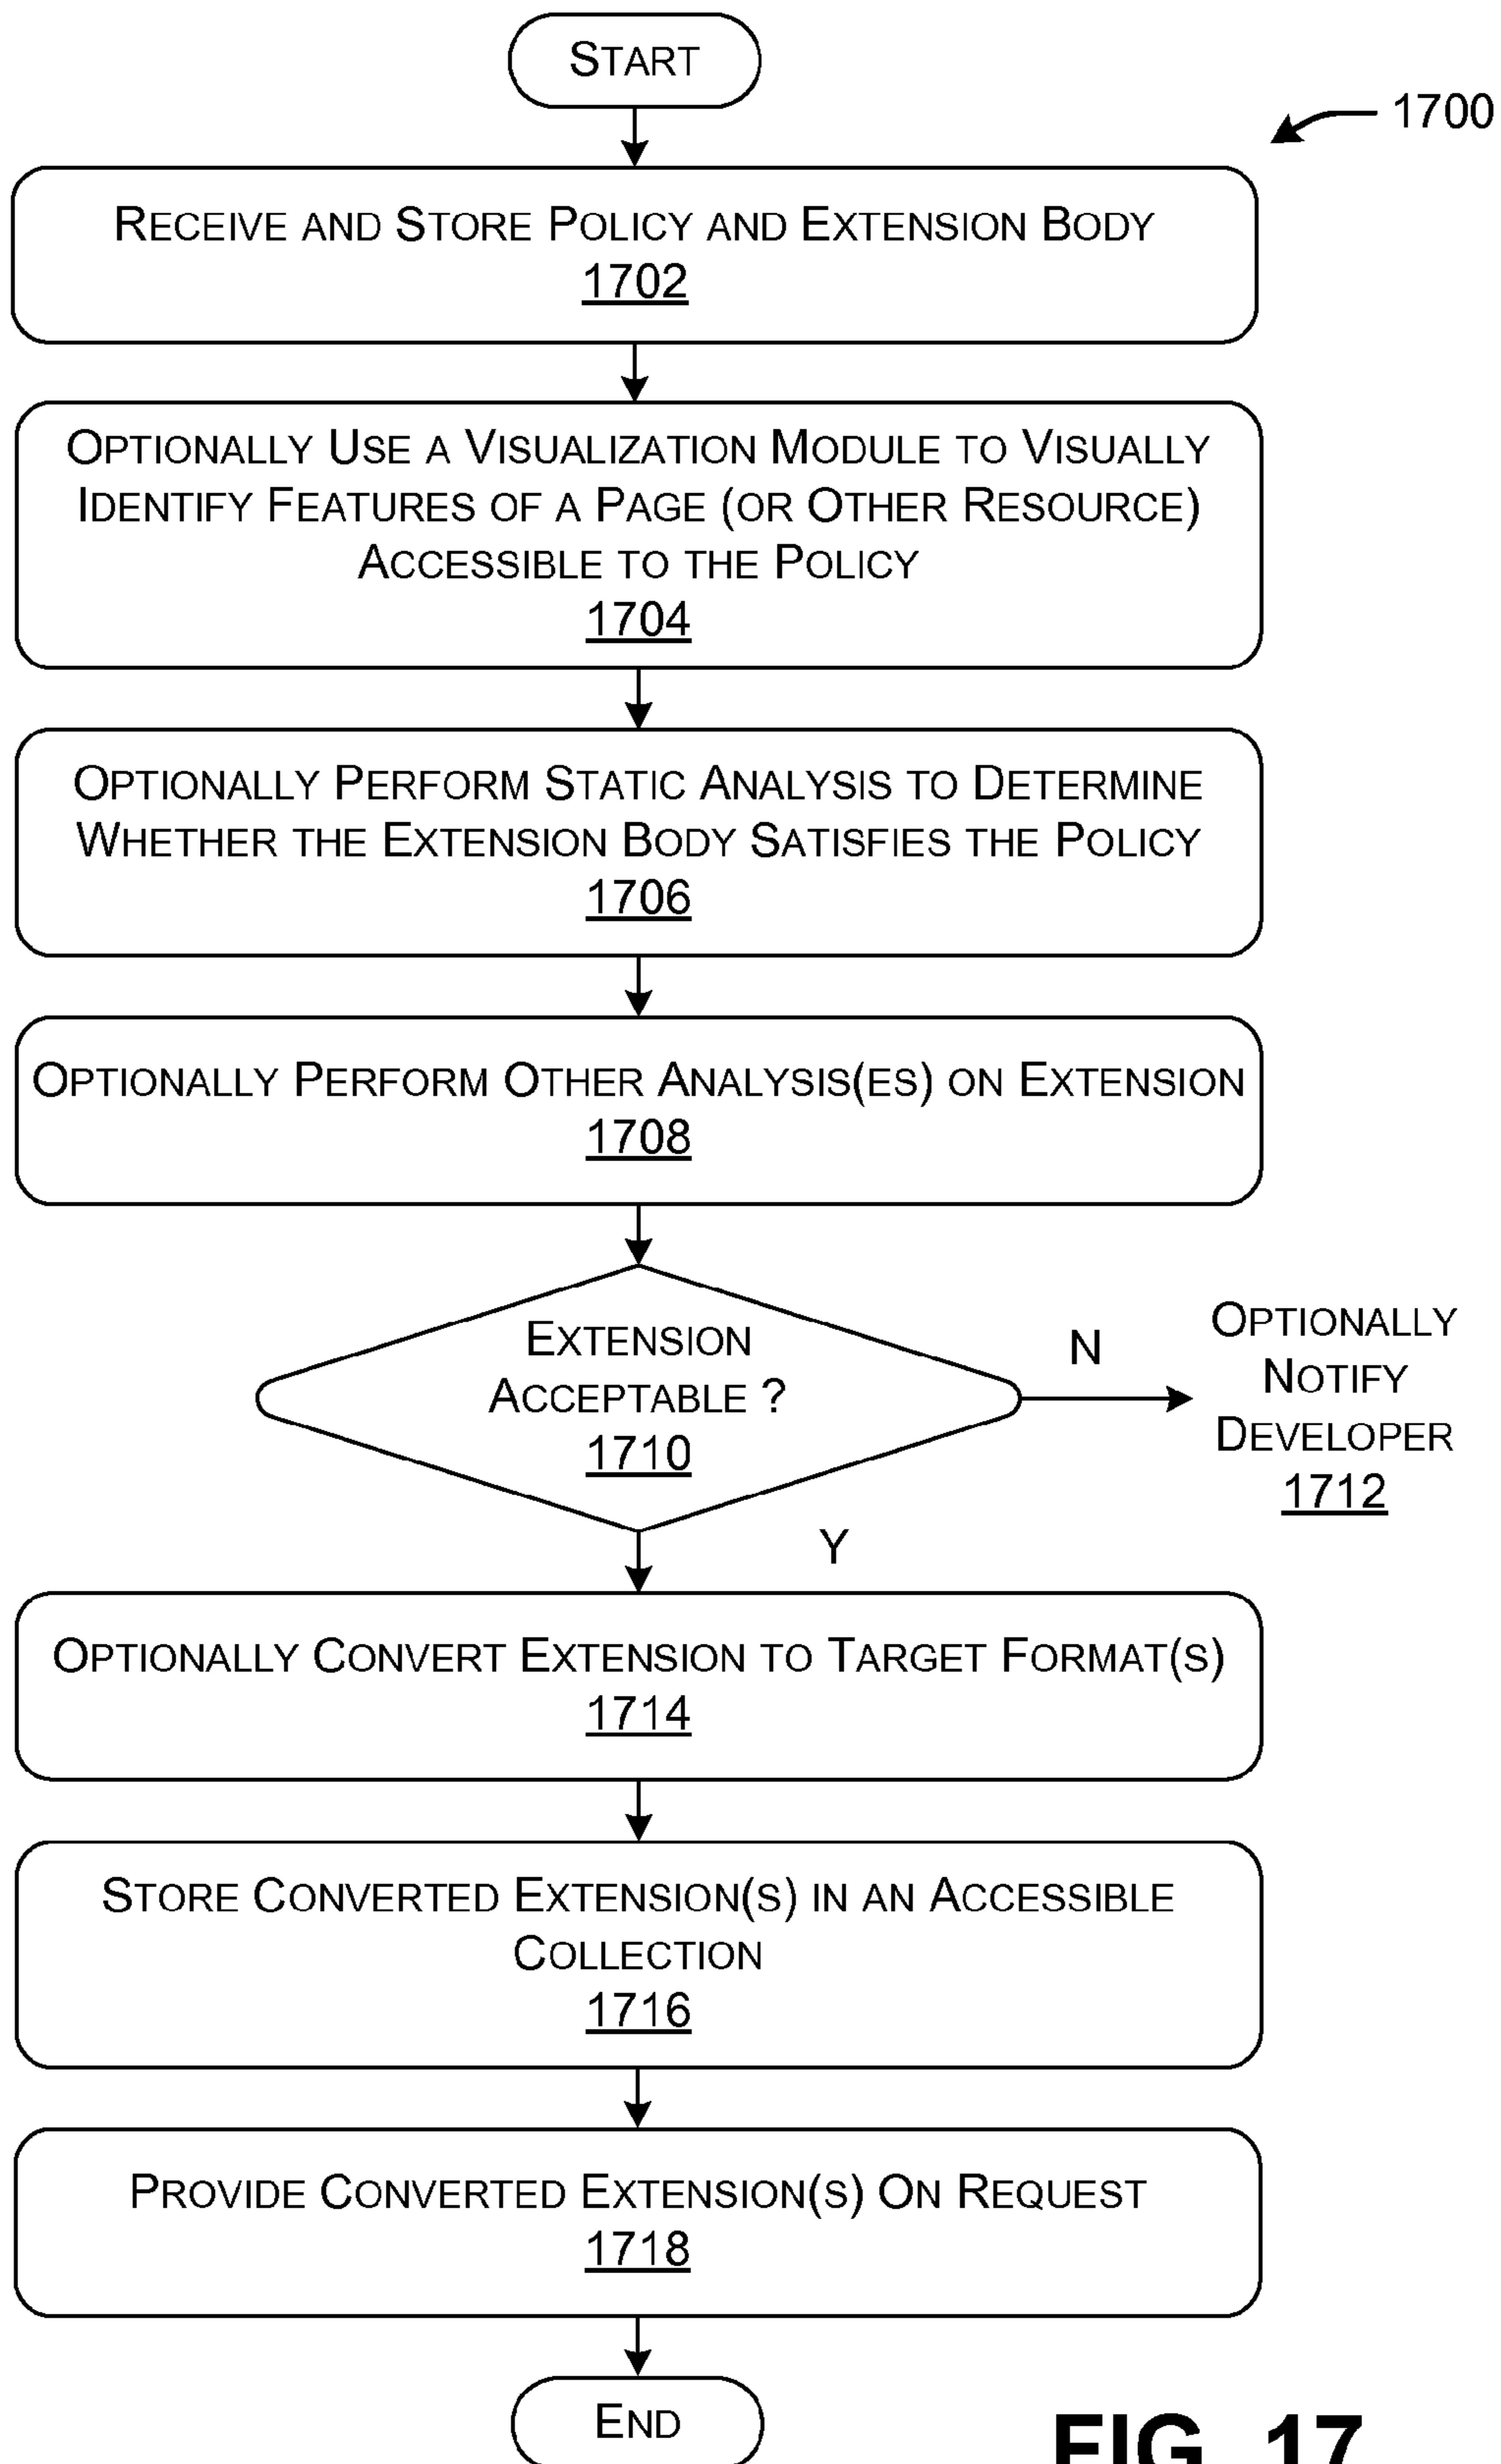 START
1700
RECEIVE AND STORE POLICY AND EXTENSION BODY
1702
OPTIONALLY USE A VISUALIZATION MODULE TO VISUALLY
IDENTIFY FEATURES OF A PAGE (OR OTHER RESOURCE)
ACCESSIBLE TO THE POLICY
1704
OPTIONALLY PERFORM STATIC ANALYSIS TO DETERMINE
WHETHER THE EXTENSION BODY SATISFIES THE POLICY
1706
OPTIONALLY PERFORM OTHER ANALYSIS(ES) ON EXTENSION
1708
EXTENSION
ACCEPTABLE ?
1710
N
OPTIONALLY
NOTIFY
DEVELOPER
1712
Y
OPTIONALLY CONVERT EXTENSION TO TARGET FORMAT(S)
1714
STORE CONVERTED EXTENSION(S) IN AN ACCESSIBLE
COLLECTION
1716
PROVIDE CONVERTED EXTENSION(S) ON REQUEST
1718
END
FIG. 17